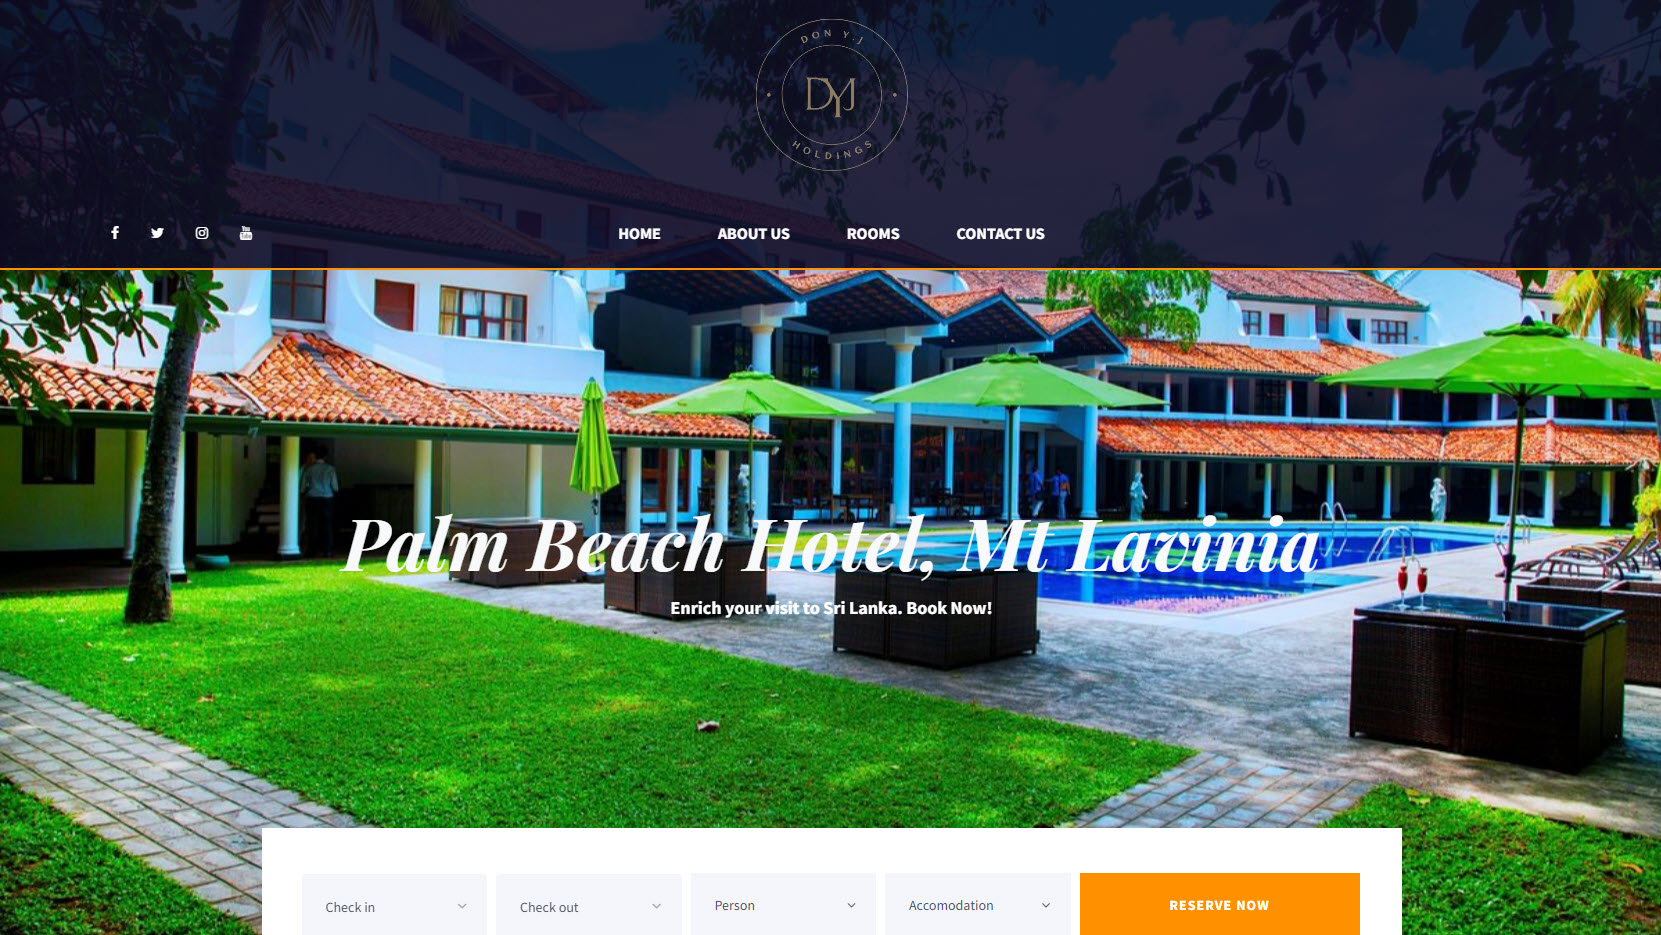 DON Y.J
DYJ
HOLDINGS
HOME ABOUT US ROOMS CONTACT US
Palm Beach Hotel, Mt Lavinia
Enrich your visit to Sri Lanka. Book Now!
Check in Check out Person Accomodation RESERVE NOW